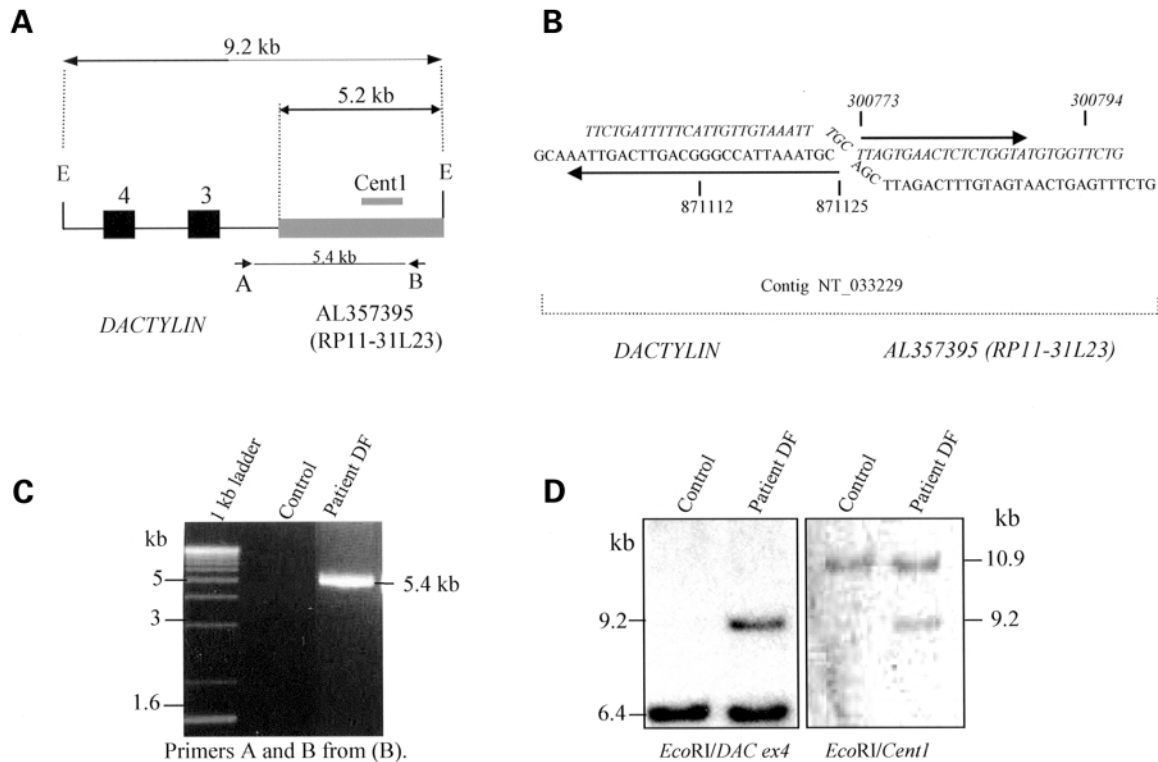 A
9.2 kb
5.2 kb
E
Cent1
E
4
3
5.4 kb
A
B
DACTYLIN
AL357395
(RP11-31L23)
B
300773
300794
TTCTGATTTTTCATTGTTGTAAATT
TGC
TTAGTGAACTCTCTGGTATGTGGTTCTG
GCAAATTGACTTGACGGGCCATTAAATGC
AGC
TTAGACTTTGTAGTAACTGAGTTTCTG
871112
871125
Contig NT_033229
DACTYLIN
AL357395 (RP11-31L23)
C
1 kb ladder
Control
Patient DF
kb
5
5.4 kb
3
1.6
Primers A and B from (B).
D
Control
Patient DF
Control
Patient DF
kb
kb
10.9
9.2
9.2
6.4
EcoRI/DAC ex4
EcoRI/Cent1